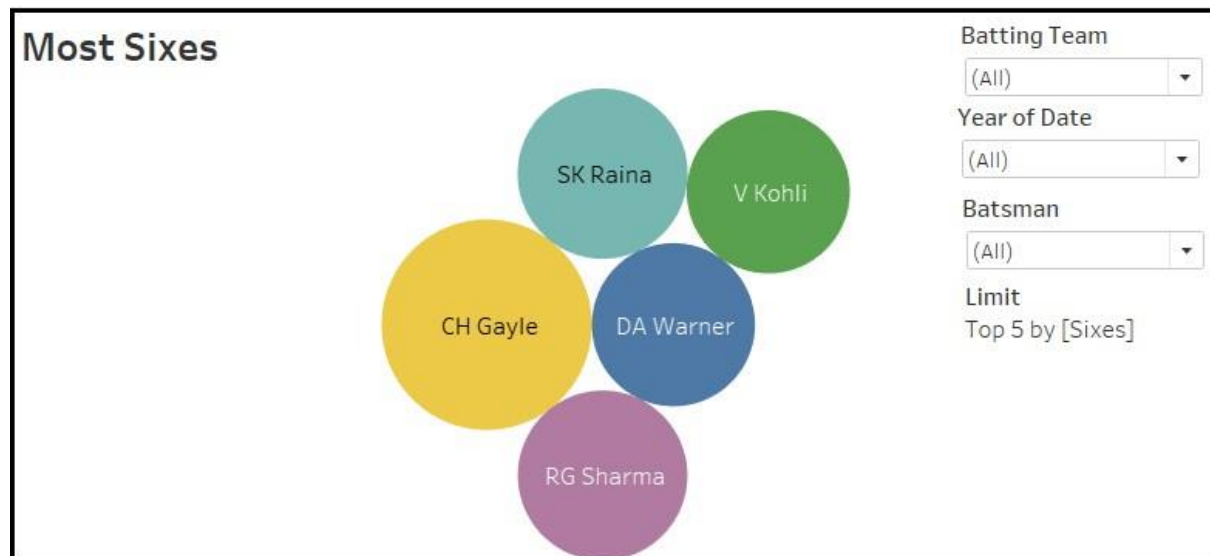 Most Sixes
SK Raina
V Kohli
CH Gayle
DA Warner
RG Sharma
Batting Team
(All)
Year of Date
(All)
Batsman
(All)
Limit
Top 5 by [Sixes]